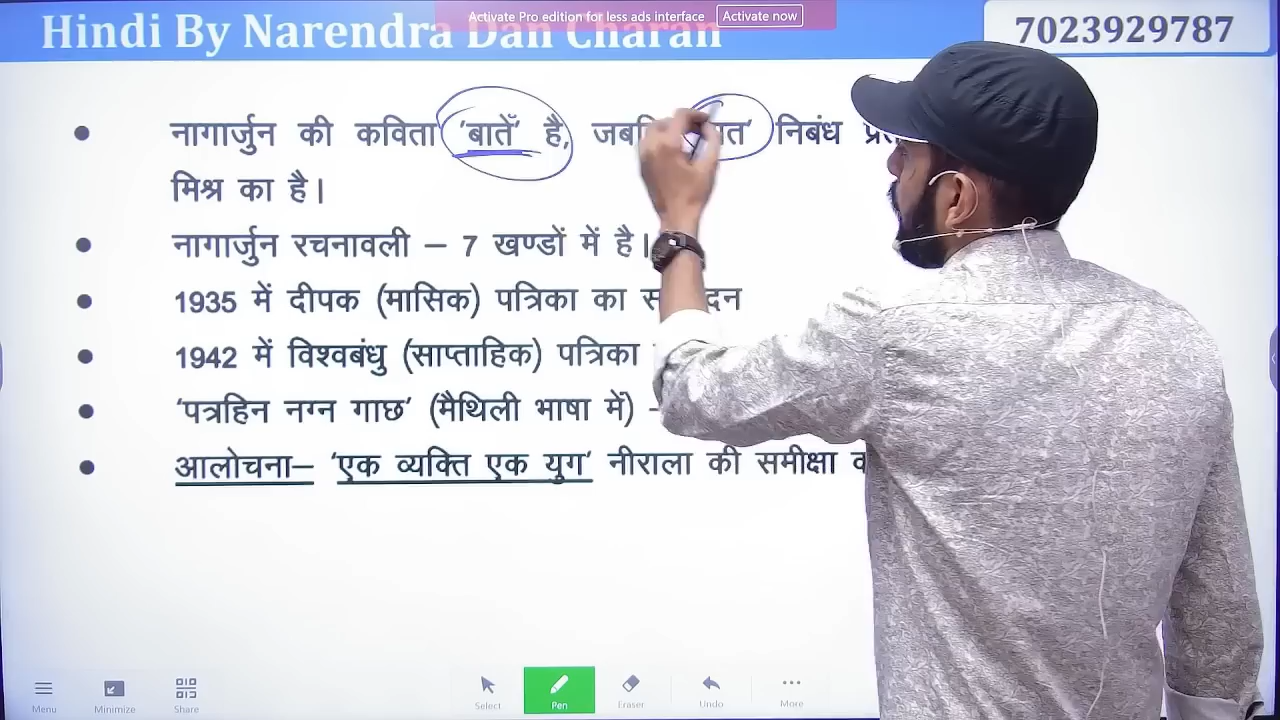 Activate Pro edition for less ads interface Activate now
Hindi By Narendra Dan Charan 7023929787
नागार्जुन की कविता 'बातें' है, निबंध
मिश्र का है।
नागार्जुन रचनावली – 7 खण्डों में है।
1935 में दीपक (मासिक) पत्रिका का
1942 में विश्वबंधु (साप्ताहिक) पत्रिका
'पत्रहिन नग्न गाछ' (मैथिली भाषा में) –
आलोचना– 'एक व्यक्ति एक युग' नीराला की समीक्षा
Menu Minimize Share Select Pen Eraser Undo More